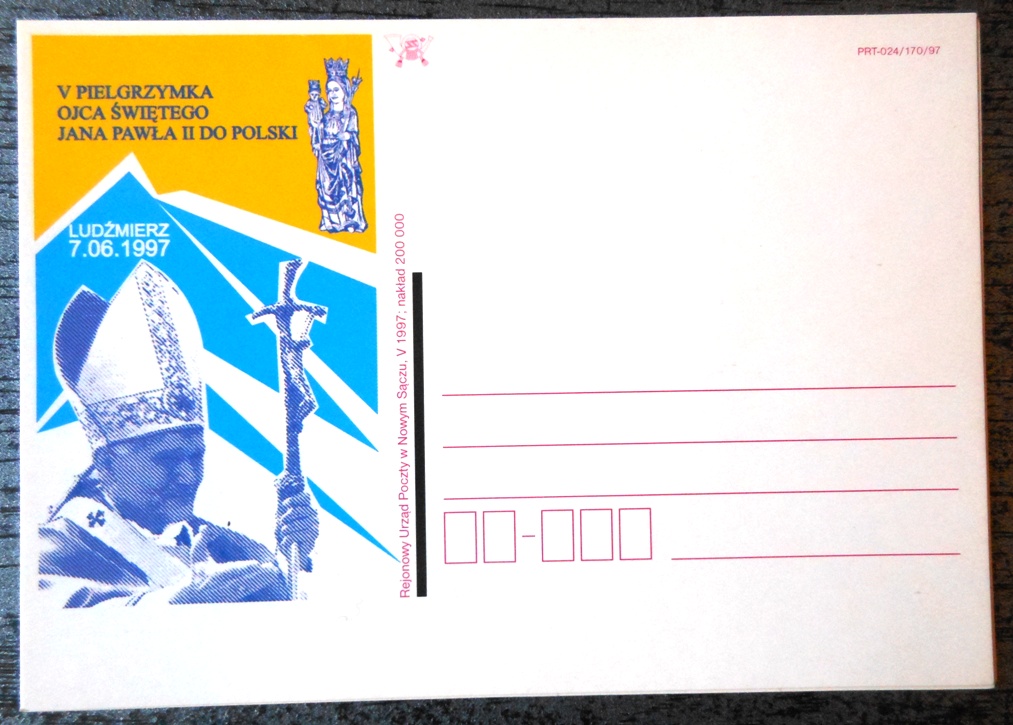 V PIELGRZYMKA
OJCA ŚWIĘTEGO
JANA PAWŁA II DO POLSKI
LUDŹMIERZ
7.06.1997
PRT-024/170/97
Rejonowy Urząd Poczty w Nowym Sączu, V 1997; nakład 200 000